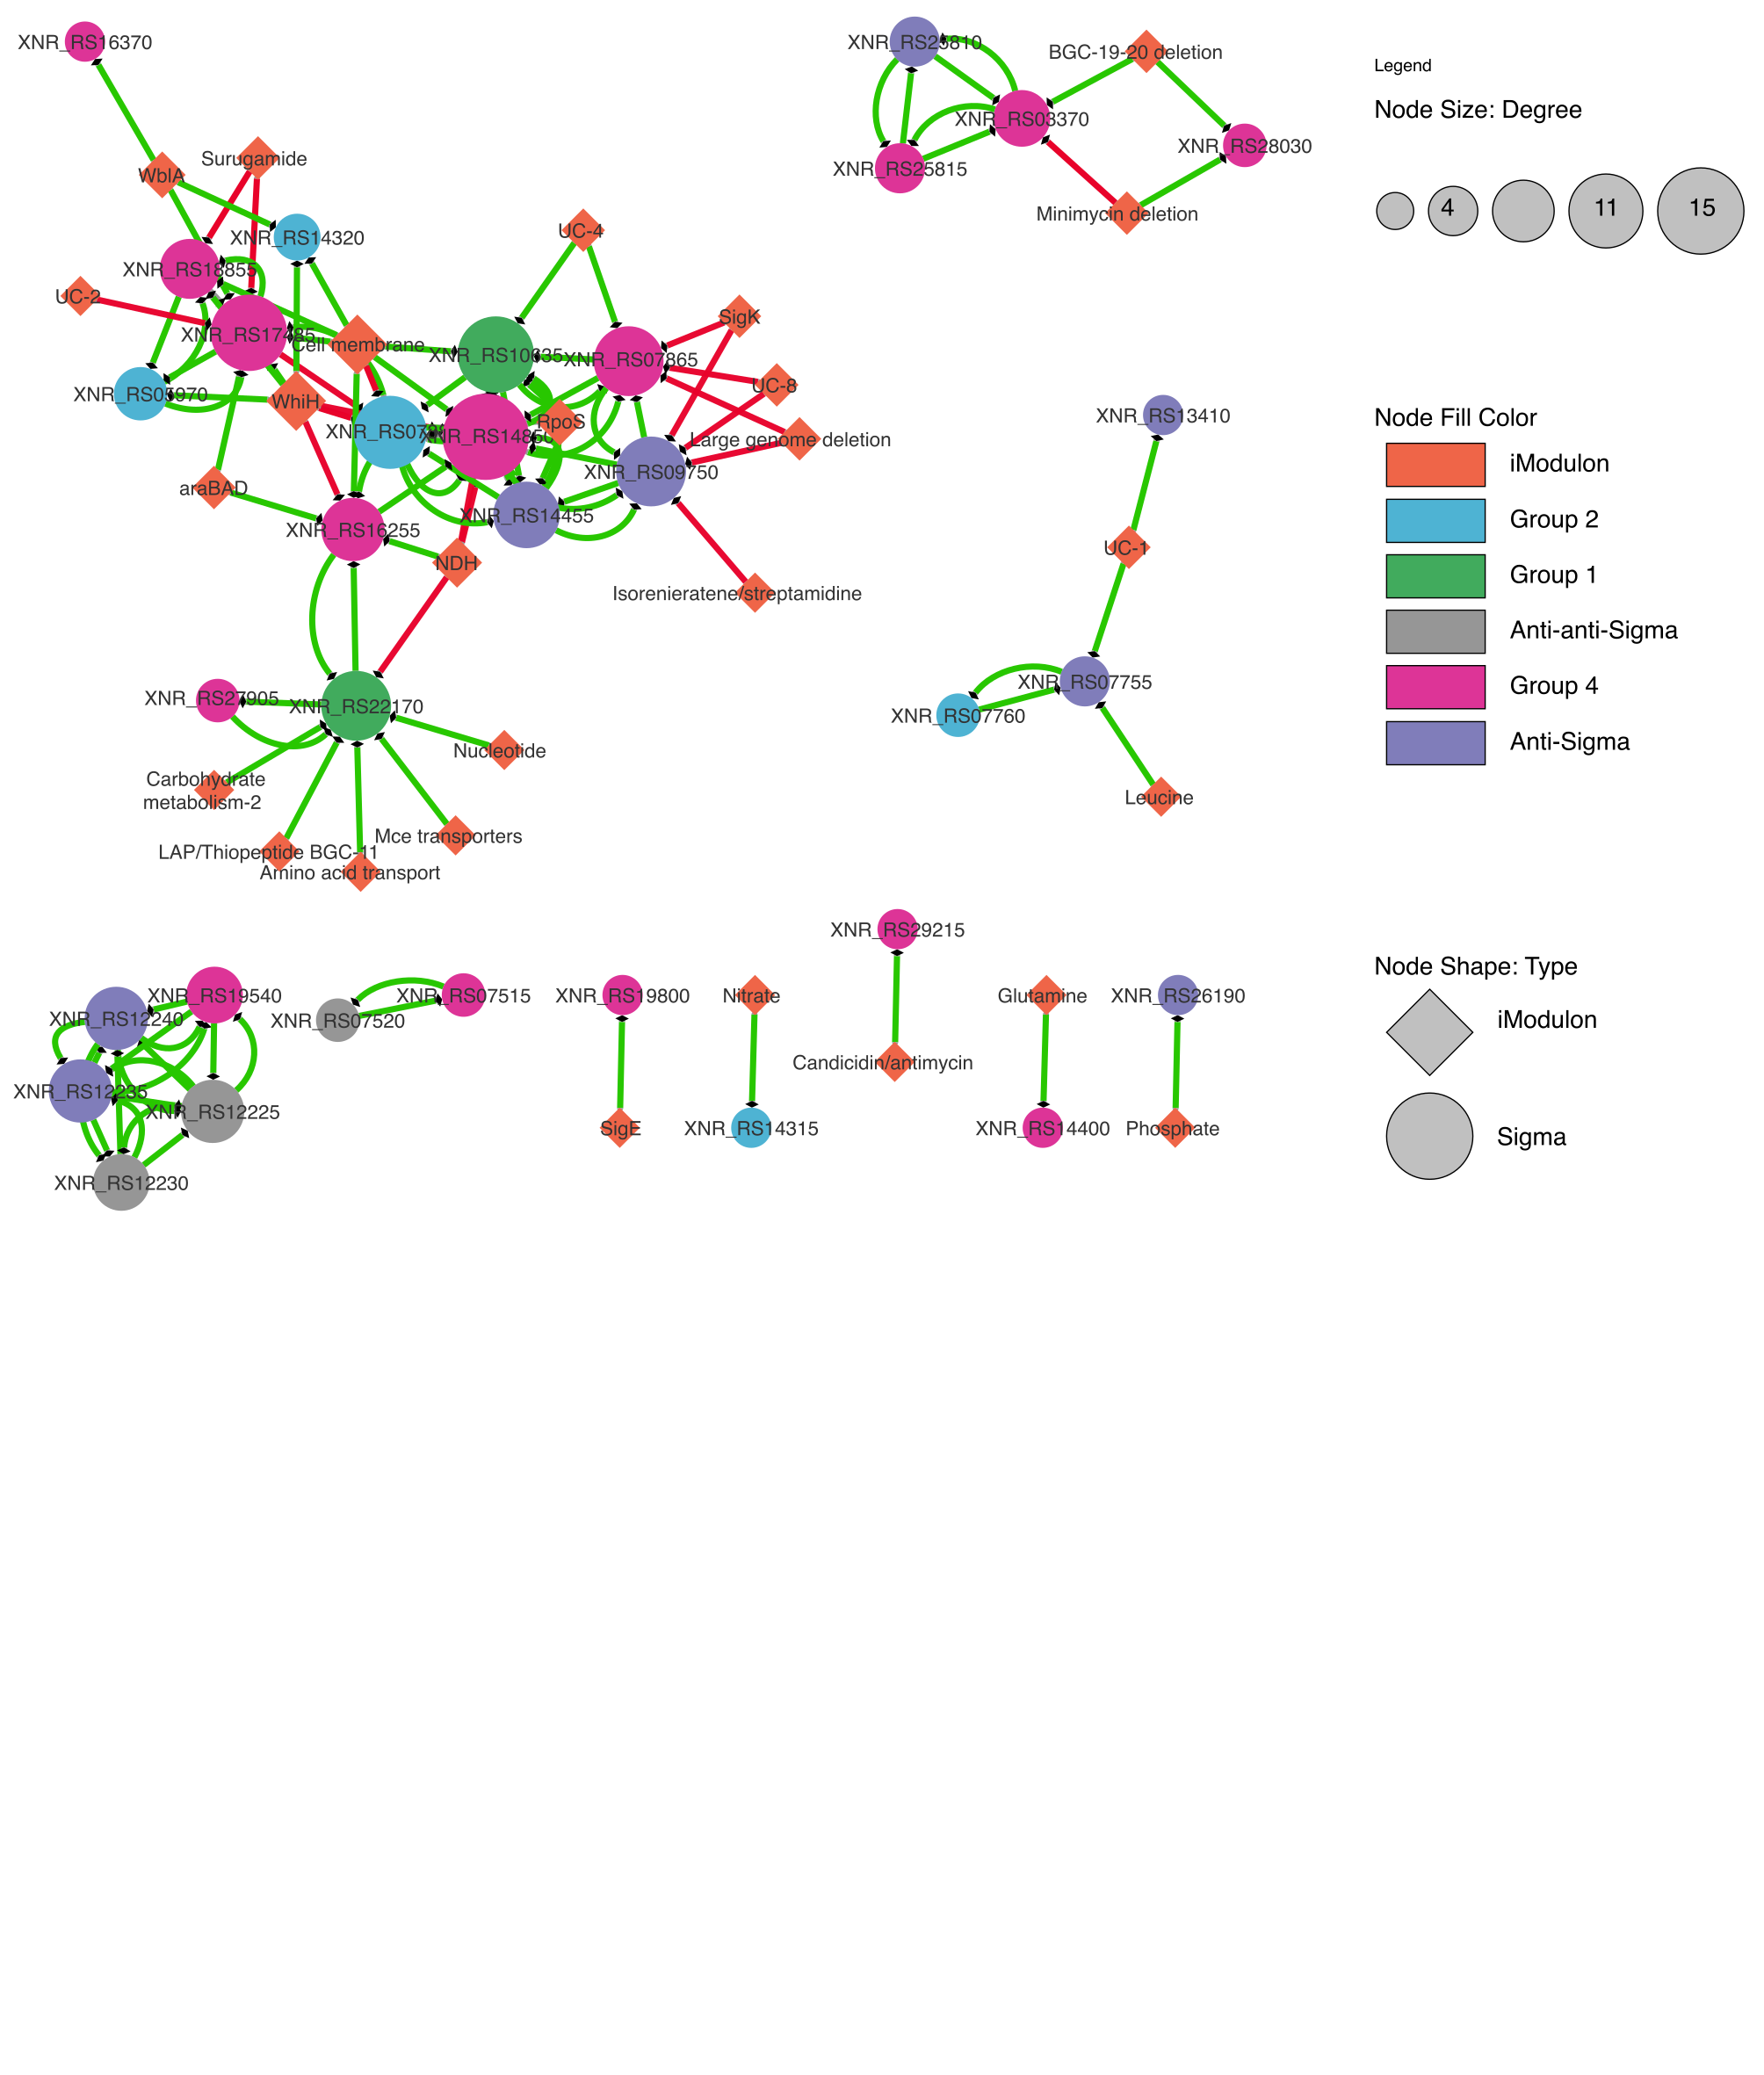 XNR_RS16370
XNR_RS25810
BGC-19-20 deletion
XNR_RS03370
XNR_RS28030
XNR_RS25815
Minimycin deletion
Surugamide
WblA
XNR_RS14320
UC-4
XNR_RS18855
UC-2
XNR_RS17485
Cell membrane
XNR_RS10635
XNR_RS07865
SigK
UC-8
XNR_RS05970
WhiH
RpoS
XNR_RS14850
Large genome deletion
XNR_RS09750
araBAD
XNR_RS14455
XNR_RS16255
NDH
Isorenieratene/streptamidine
XNR_RS27905
XNR_RS22170
Nucleotide
Carbohydrate
metabolism-2
Mce transporters
LAP/Thiopeptide BGC-11
Amino acid transport
XNR_RS13410
UC-1
XNR_RS07755
XNR_RS07760
Leucine
XNR_RS29215
Candicidin/antimycin
XNR_RS19540
XNR_RS12240
XNR_RS12235
XNR_RS12225
XNR_RS12230
XNR_RS07515
XNR_RS07520
XNR_RS19800
SigE
Nitrate
XNR_RS14315
Glutamine
XNR_RS14400
XNR_RS26190
Phosphate
Legend
Node Size: Degree
4
11
15
Node Fill Color
iModulon
Group 2
Group 1
Anti-anti-Sigma
Group 4
Anti-Sigma
Node Shape: Type
iModulon
Sigma